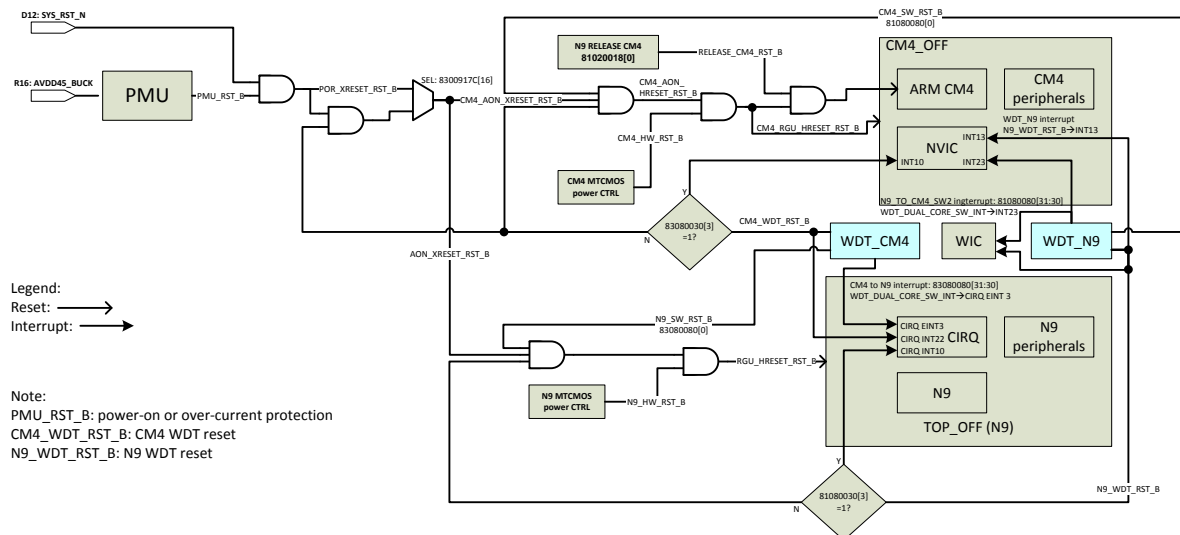 D12: SYS_RST_N
R16: AVDD45_BUCK
PMU
PMU_RST_B
POR_XRESET_RST_B
SEL: 8300917C[16]
CM4_AON_XRESET_RST_B
N9 RELEASE CM4
81020018[0]
RELEASE_CM4_RST_B
CM4_SW_RST_B
81080080[0]
CM4_AON_
HRESET_RST_B
CM4_HW_RST_B
CM4_RGU_HRESET_RST_B
CM4 MTCMOS
power CTRL
CM4_OFF
ARM CM4
CM4
peripherals
WDT_N9 interrupt
N9_WDT_RST_B→INT13
NVIC
INT13
INT10
INT23
N9_TO_CM4_SW2 ingterrupt: 81080080[31:30]
WDT_DUAL_CORE_SW_INT→INT23
Y
83080030[3]
=1?
N
CM4_WDT_RST_B
WDT_CM4
WIC
WDT_N9
AON_XRESET_RST_B
Legend:
Reset:
Interrupt:
CM4 to N9 interrupt: 83080080[31:30]
WDT_DUAL_CORE_SW_INT→CIRQ EINT 3
N9_SW_RST_B
83080080[0]
CIRQ EINT3
CIRQ INT22
CIRQ INT10
CIRQ
N9
peripherals
RGU_HRESET_RST_B
N9 MTCMOS
power CTRL
N9_HW_RST_B
N9
TOP_OFF (N9)
Note:
PMU_RST_B: power-on or over-current protection
CM4_WDT_RST_B: CM4 WDT reset
N9_WDT_RST_B: N9 WDT reset
Y
81080030[3]
=1?
N
N9_WDT_RST_B